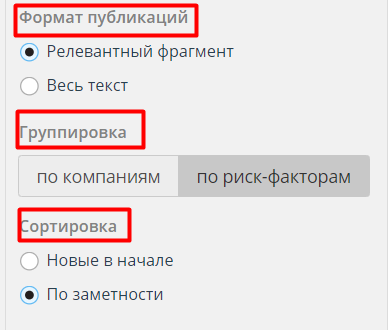 Формат публикаций
Релевантный фрагмент
Весь текст
Группировка
по компаниям по риск-факторам
Сортировка
Новые в начале
По заметности